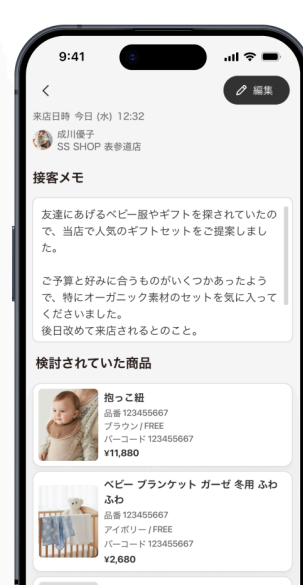 9:41
編集
来店日時 今日 (水) 12:32
成川優子
SS SHOP 表参道店
接客メモ
友達にあげるベビー服やギフトを探されていたの
で、当店で人気のギフトセットをご提案しまし
た。
ご予算と好みに合うものがいくつかあったよう
で、特にオーガニック素材のセットを気に入って
くださいました。
後日改めて来店されるとのこと。
検討されていた商品
抱っこ紐
品番 123455667
ブラウン / FREE
バーコード 123455667
¥11,880
ベビー ブランケット ガーゼ 冬用 ふわ
ふわ
品番 123455667
アイボリー / FREE
バーコード 123455667
¥2,680